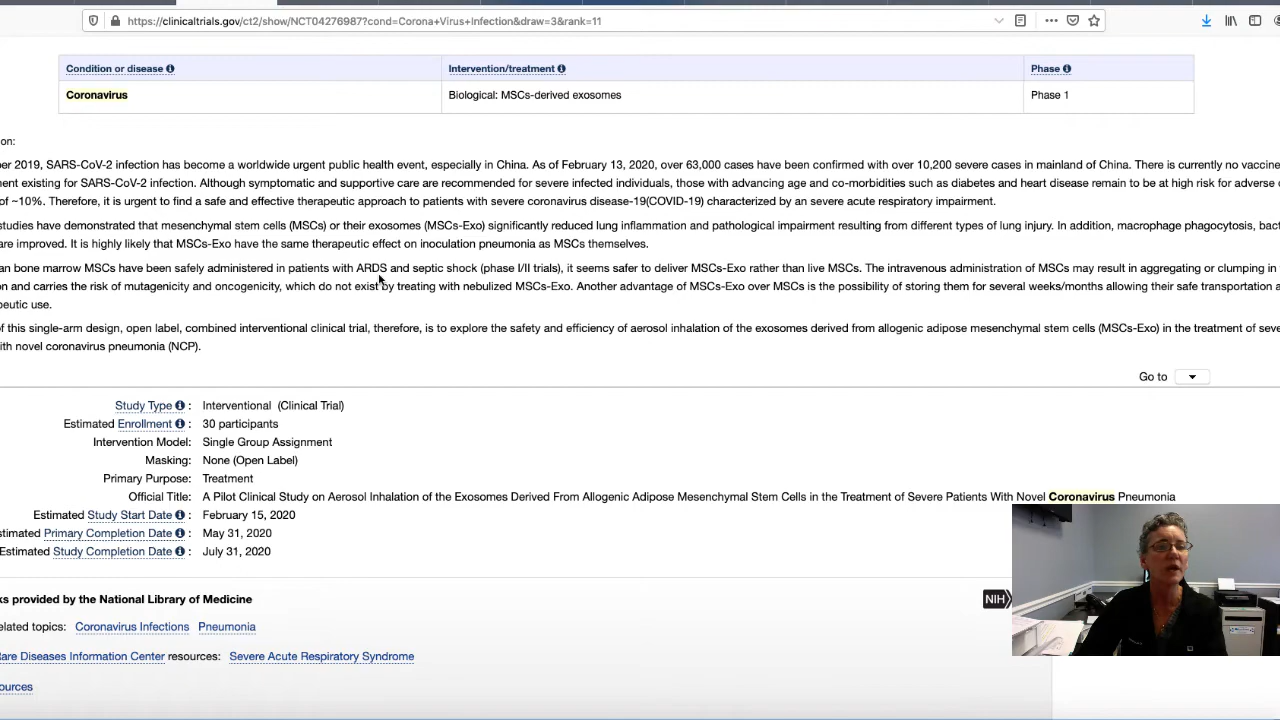 https://clinicaltrials.gov/ct2/show/NCT04276987?cond=Corona+Virus+Infection&draw=3&rank=11
Condition or disease Intervention/treatment Phase
Coronavirus Biological: MSCs-derived exosomes Phase 1
on:
er 2019, SARS-CoV-2 infection has become a worldwide urgent public health event, especially in China. As of February 13, 2020, over 63,000 cases have been confirmed with over 10,200 severe cases in mainland of China. There is currently no vaccine
ent existing for SARS-CoV-2 infection. Although symptomatic and supportive care are recommended for severe infected individuals, those with advancing age and co-morbidities such as diabetes and heart disease remain to be at high risk for adverse
of ~10%. Therefore, it is urgent to find a safe and effective therapeutic approach to patients with severe coronavirus disease-19(COVID-19) characterized by an severe acute respiratory impairment.
studies have demonstrated that mesenchymal stem cells (MSCs) or their exosomes (MSCs-Exo) significantly reduced lung inflammation and pathological impairment resulting from different types of lung injury. In addition, macrophage phagocytosis, bact
are improved. It is highly likely that MSCs-Exo have the same therapeutic effect on inoculation pneumonia as MSCs themselves.
an bone marrow MSCs have been safely administered in patients with ARDS and septic shock (phase I/II trials), it seems safer to deliver MSCs-Exo rather than live MSCs. The intravenous administration of MSCs may result in aggregating or clumping in
on and carries the risk of mutagenicity and oncogenicity, which do not exist by treating with nebulized MSCs-Exo. Another advantage of MSCs-Exo over MSCs is the possibility of storing them for several weeks/months allowing their safe transportation a
peutic use.
of this single-arm design, open label, combined interventional clinical trial, therefore, is to explore the safety and efficiency of aerosol inhalation of the exosomes derived from allogenic adipose mesenchymal stem cells (MSCs-Exo) in the treatment of seve
ith novel coronavirus pneumonia (NCP).
Go to
Study Type : Interventional (Clinical Trial)
Estimated Enrollment : 30 participants
Intervention Model: Single Group Assignment
Masking: None (Open Label)
Primary Purpose: Treatment
Official Title: A Pilot Clinical Study on Aerosol Inhalation of the Exosomes Derived From Allogenic Adipose Mesenchymal Stem Cells in the Treatment of Severe Patients With Novel Coronavirus Pneumonia
Estimated Study Start Date : February 15, 2020
stimated Primary Completion Date : May 31, 2020
Estimated Study Completion Date : July 31, 2020
ks provided by the National Library of Medicine
NIH
elated topics: Coronavirus Infections Pneumonia
are Diseases Information Center resources: Severe Acute Respiratory Syndrome
ources